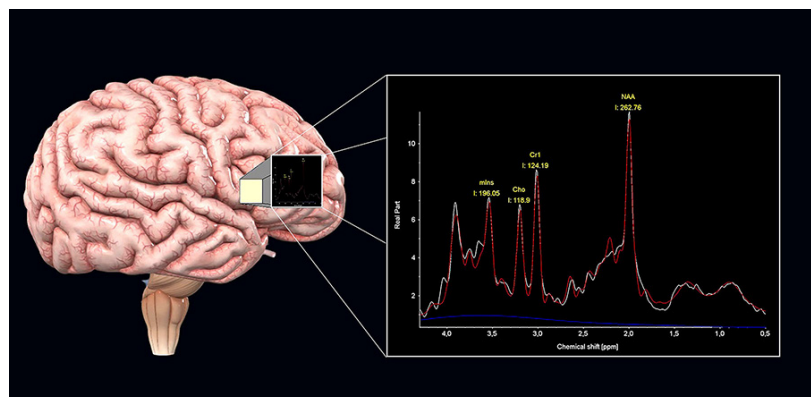 NAA
I: 262.76
Cr1
I: 124.19
mIns
I: 196.05
Cho
I: 118.9
Real Part
10
8
6
4
2
4,0 3,5 3,0 2,5 2,0 1,5 1,0 0,5
Chemical shift [ppm]